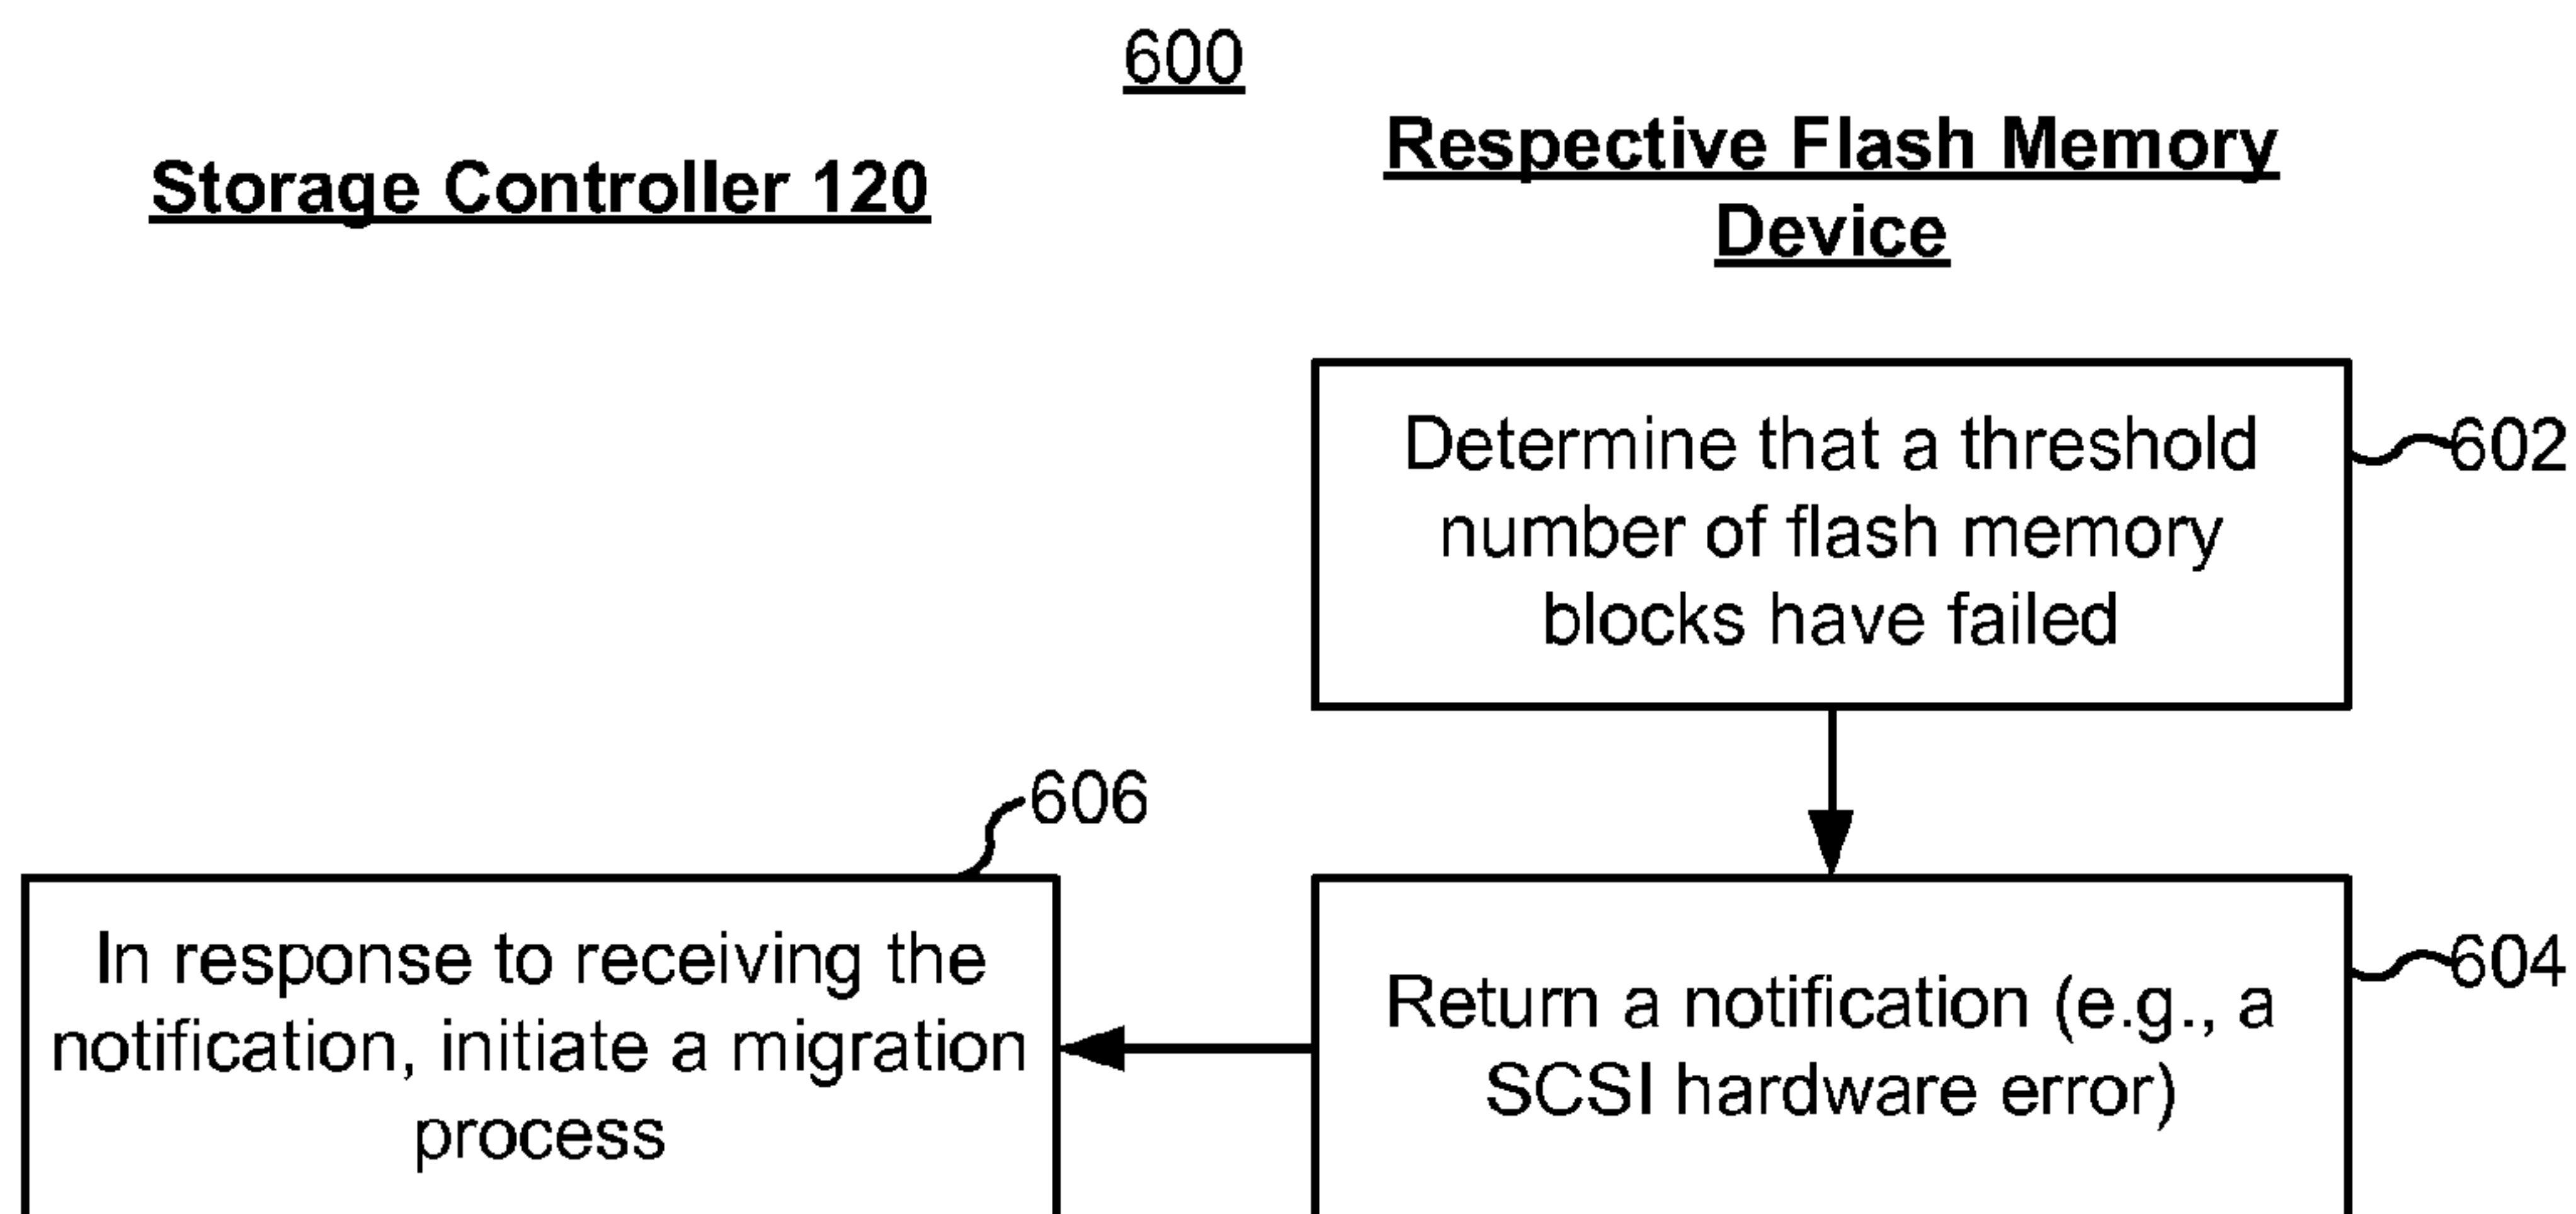 600
Storage Controller 120
Respective Flash Memory
Device
Determine that a threshold
number of flash memory
blocks have failed
602
606
In response to receiving the
notification, initiate a migration
process
Return a notification (e.g., a
SCSI hardware error)
604